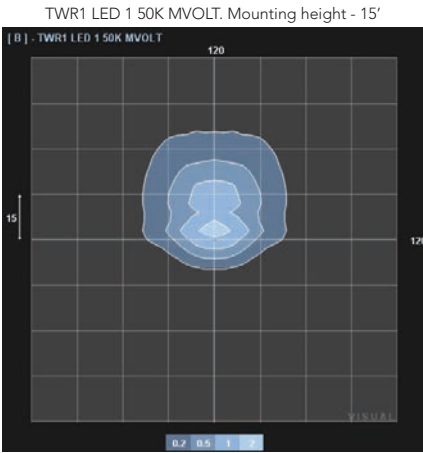 TWR1 LED 1 50K MVOLT. Mounting height - 15'
[ B ] - TWR1 LED 1 50K MVOLT
120
15
120
VISUAL
0.2 0.5 1 2